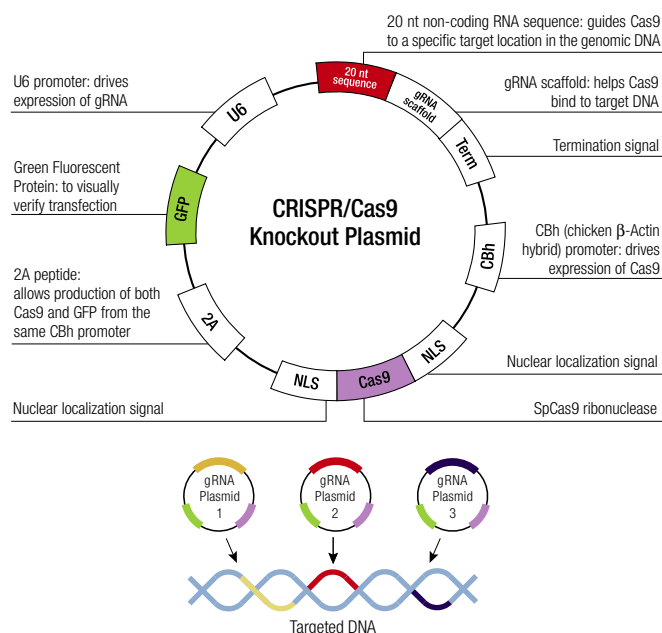 20 nt non-coding RNA sequence: guides Cas9
to a specific target location in the genomic DNA
U6 promoter: drives
expression of gRNA
gRNA scaffold: helps Cas9
bind to target DNA
Termination signal
Green Fluorescent
Protein: to visually
verify transfection
CBh (chicken β-Actin
hybrid) promoter: drives
expression of Cas9
2A peptide:
allows production of both
Cas9 and GFP from the
same CBh promoter
Nuclear localization signal
Nuclear localization signal
SpCas9 ribonuclease
CRISPR/Cas9
Knockout Plasmid
20 nt
sequence
gRNA
scaffold
Term
CBh
NLS
Cas9
NLS
2A
GFP
U6
gRNA
Plasmid
1
gRNA
Plasmid
2
gRNA
Plasmid
3
Targeted DNA